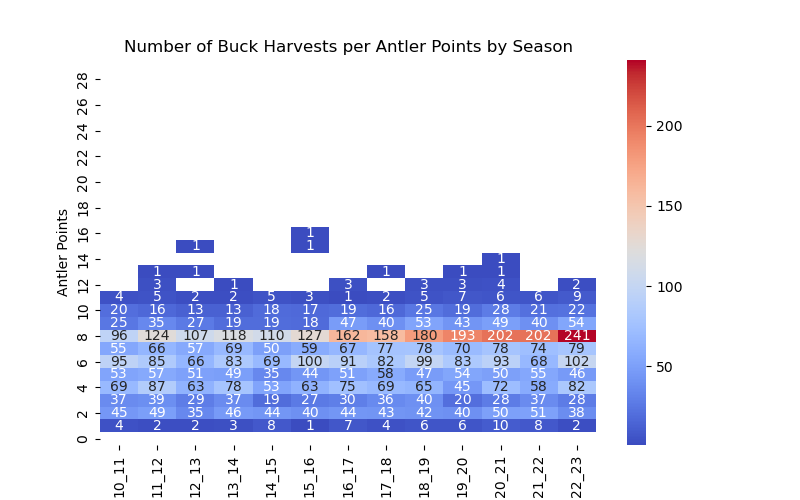 Number of Buck Harvests per Antler Points by Season
Antler Points
28
26
24
22
20
18
16 1
1 1
14 1
1 1 1 1 1
12 3 1 3 3 3 4 2
4 5 2 2 5 3 1 2 5 7 6 6 9
10 20 16 13 13 18 17 19 16 25 19 28 21 22
25 35 27 19 19 18 47 40 53 43 49 40 54
8 96 124 107 118 110 127 162 158 180 193 202 202 241
55 66 57 69 50 59 67 77 78 70 78 74 79
6 95 85 66 83 69 100 91 82 99 83 93 68 102
53 57 51 49 35 44 51 58 47 54 50 55 46
4 69 87 63 78 53 63 75 69 65 45 72 58 82
37 39 29 37 19 27 30 36 40 20 28 37 28
2 45 49 35 46 44 40 44 43 42 40 50 51 38
4 2 2 3 8 1 7 4 6 6 10 8 2
0
10_11 11_12 12_13 13_14 14_15 15_16 16_17 17_18 18_19 19_20 20_21 21_22 22_23
200
150
100
50